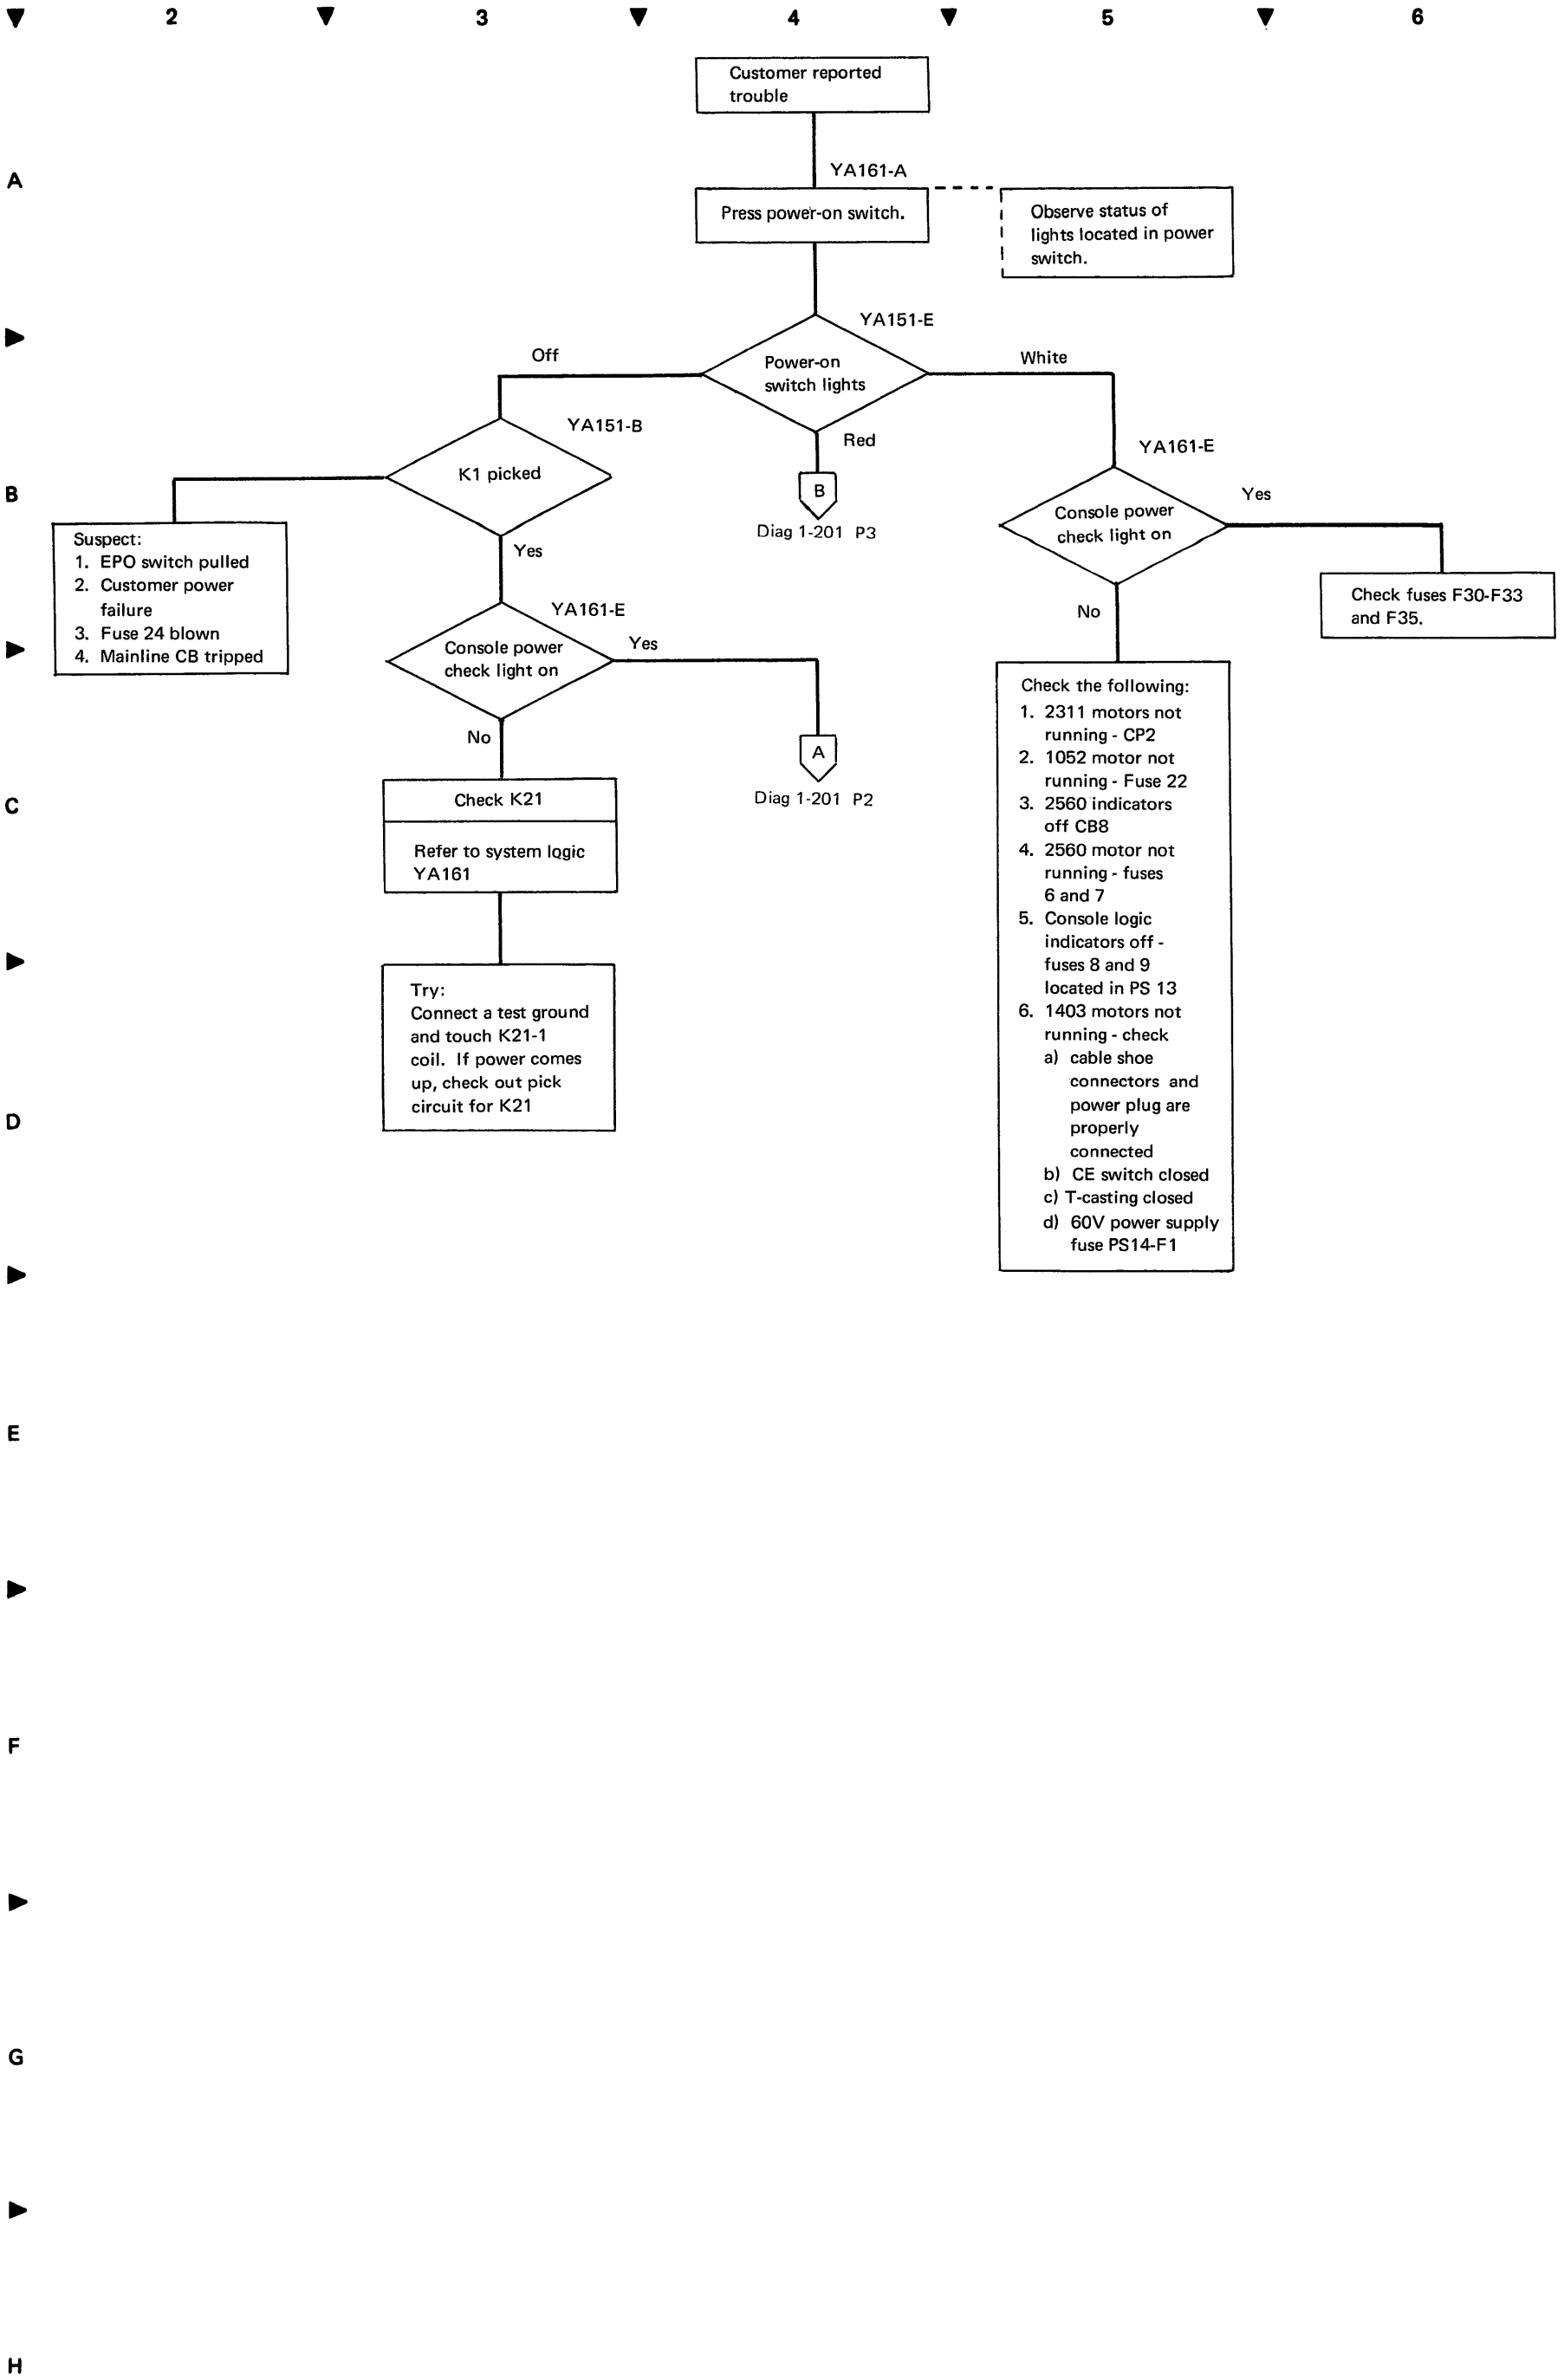 2 3 4 5 6
Customer reported
trouble
A
YA161-A
Press power-on switch.
Observe status of
lights located in power
switch.
YA151-E
Power-on
switch lights
Off
White
Red
B
Diag 1-201 P3
YA151-B
K1 picked
B
Suspect:
1. EPO switch pulled
2. Customer power
failure
3. Fuse 24 blown
4. Mainline CB tripped
Yes
YA161-E
Console power
check light on
Yes
A
Diag 1-201 P2
No
C
Check K21
Refer to system logic
YA161
Try:
Connect a test ground
and touch K21-1
coil. If power comes
up, check out pick
circuit for K21
YA161-E
Console power
check light on
Yes
Check fuses F30-F33
and F35.
No
Check the following:
1. 2311 motors not
running - CP2
2. 1052 motor not
running - Fuse 22
3. 2560 indicators
off CB8
4. 2560 motor not
running - fuses
6 and 7
5. Console logic
indicators off -
fuses 8 and 9
located in PS 13
6. 1403 motors not
running - check
a) cable shoe
connectors and
power plug are
properly
connected
b) CE switch closed
c) T-casting closed
d) 60V power supply
fuse PS14-F1
D
E
F
G
H